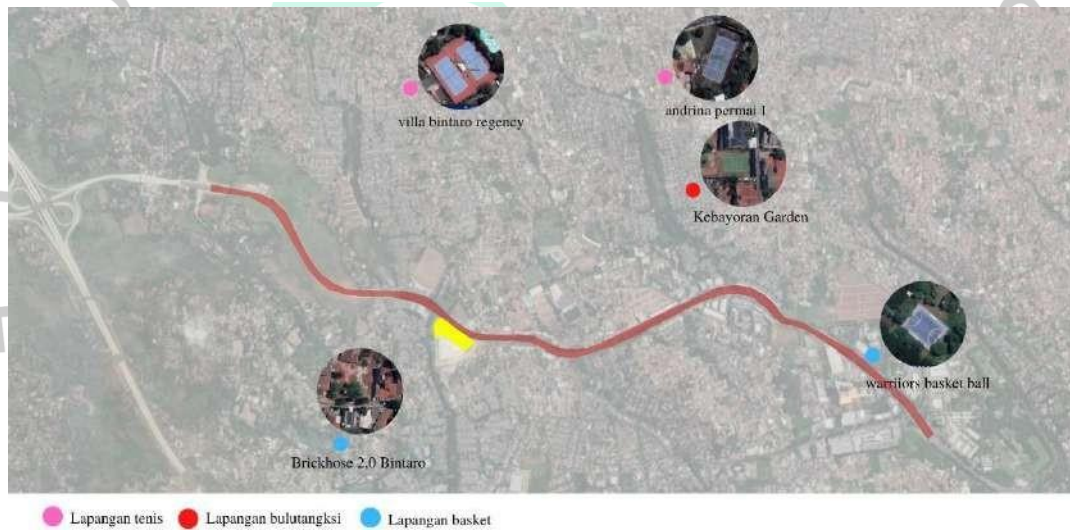 villa bintaro regency
andrina permai 1
Kebayoran Garden
warriiors basket ball
Brickhose 2,0 Bintaro
Lapangan tenis
Lapangan bulutangksi
Lapangan basket